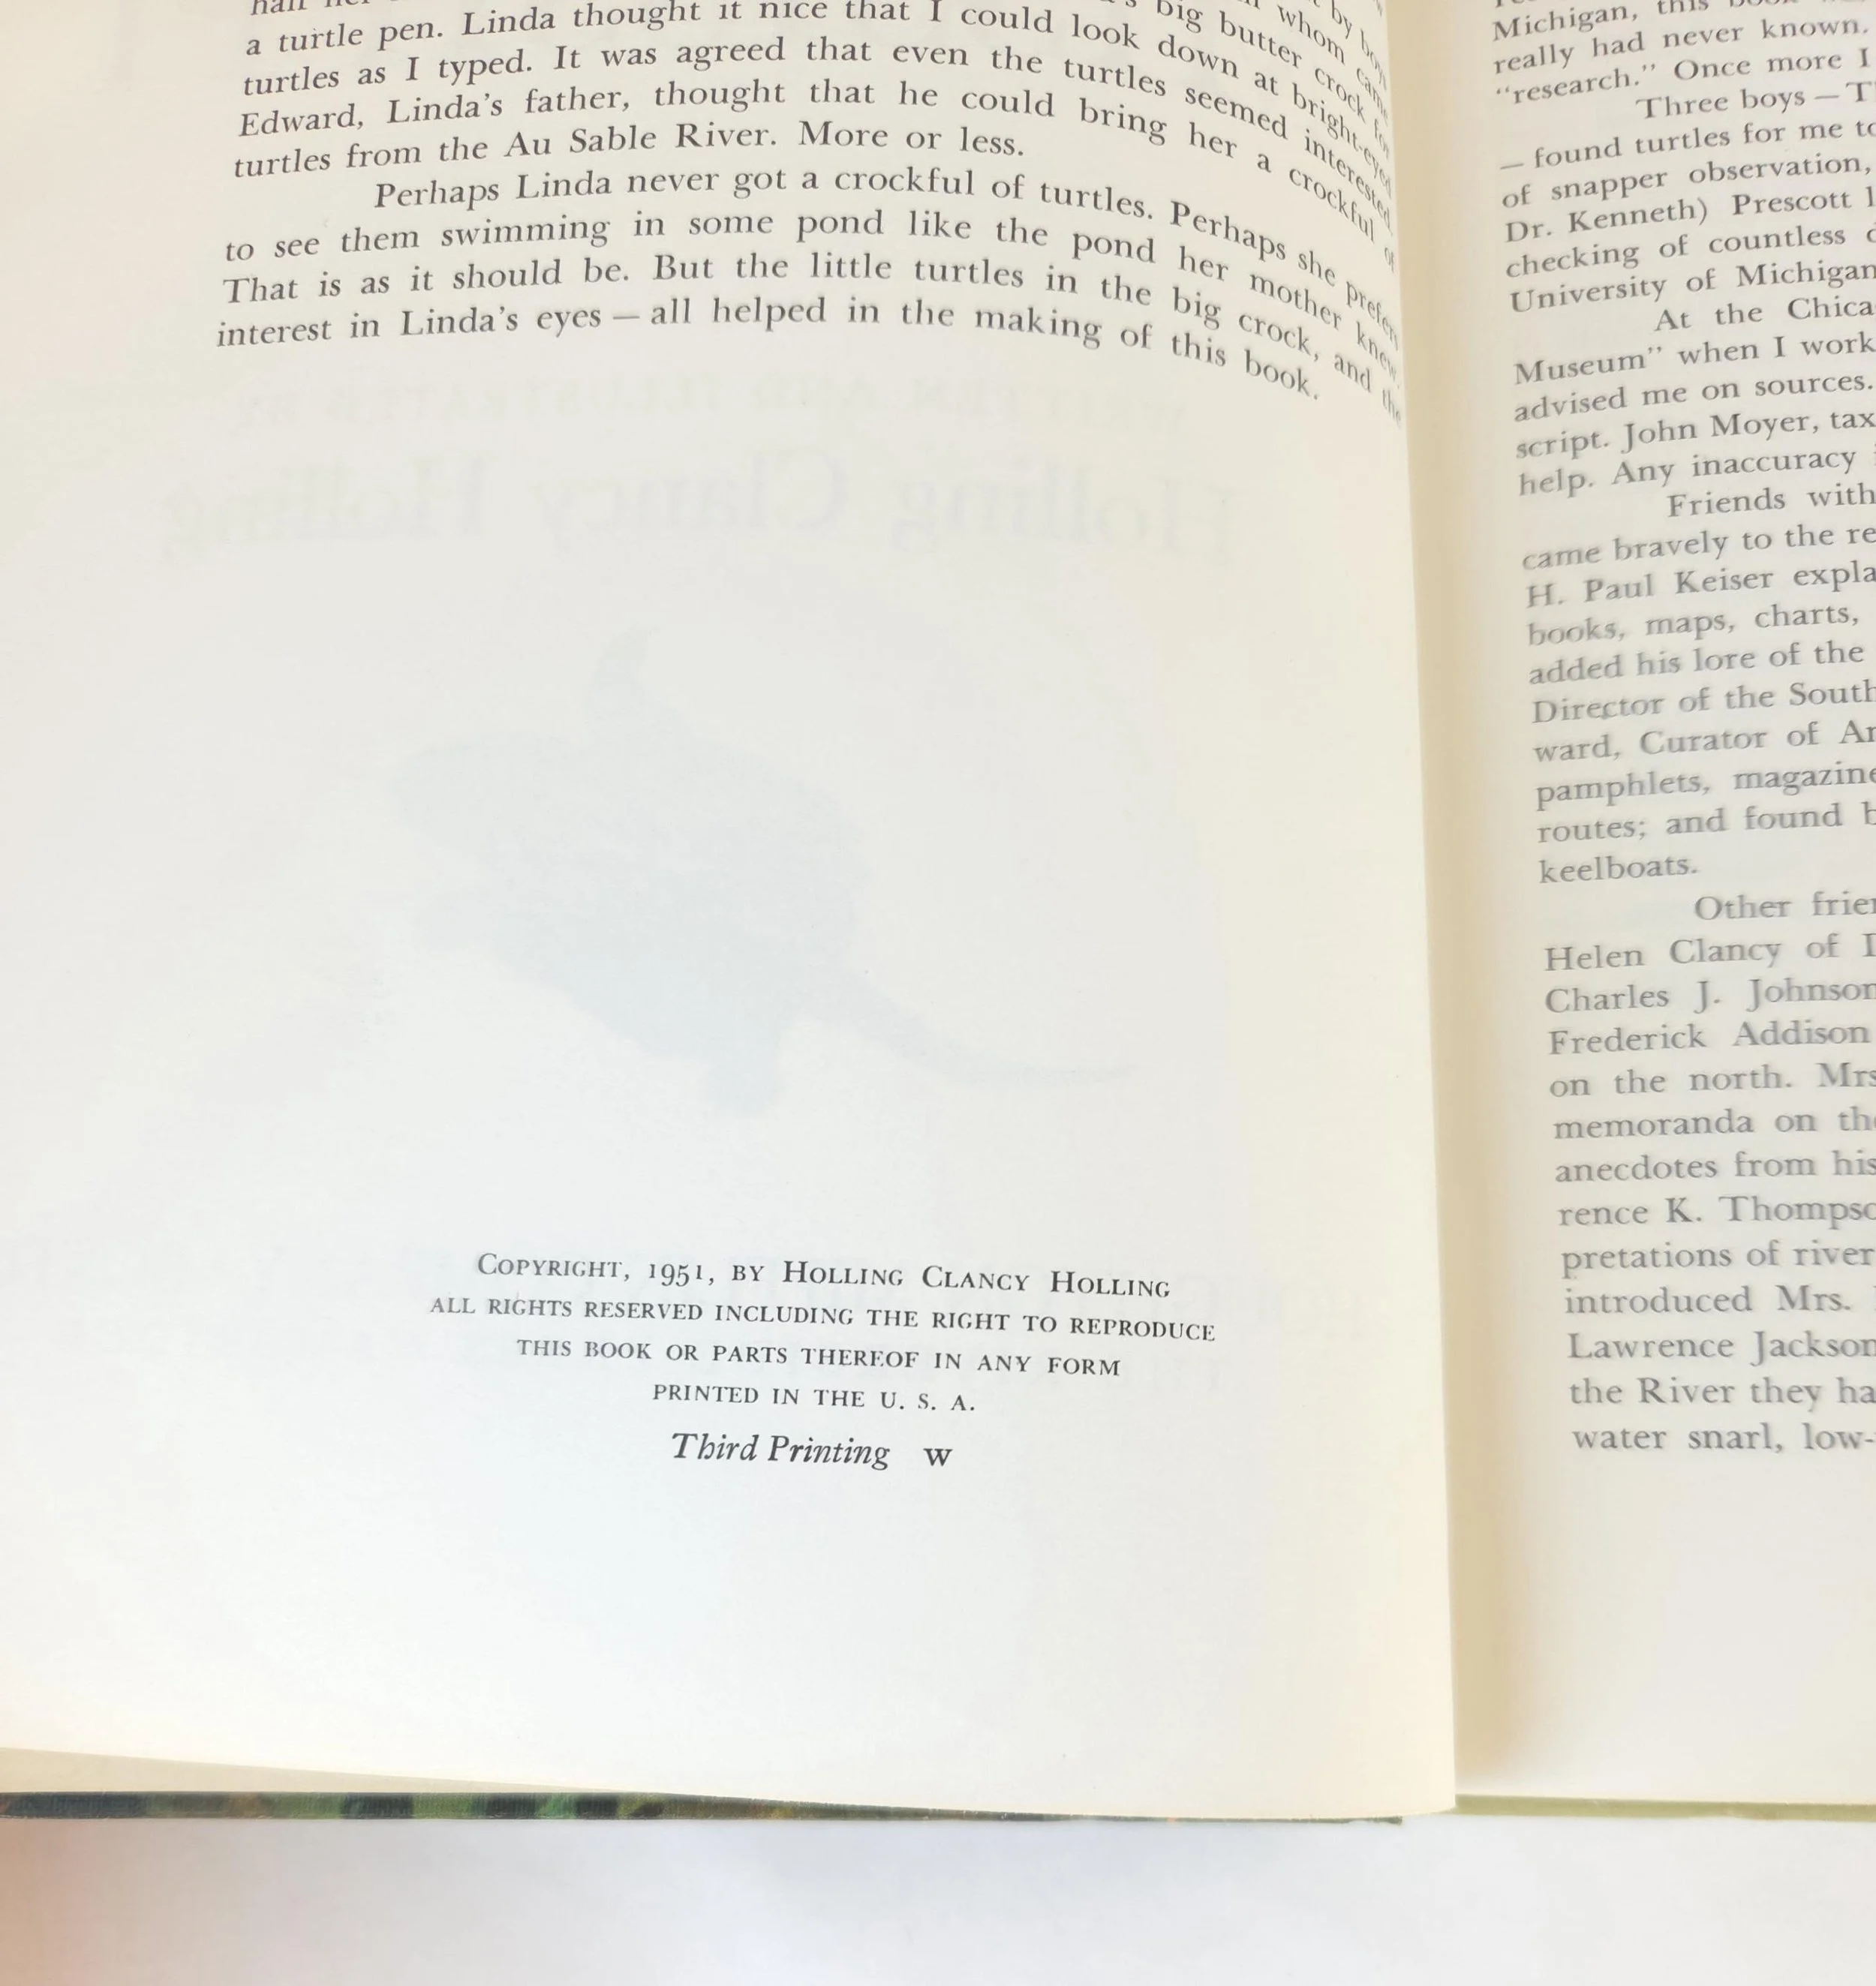 a turtle pen. Linda thought it nice that I could look down at bright-eyed
turtles as I typed. It was agreed that even the turtles seemed interested.
Edward, Linda's father, thought that he could bring her a crockful of
turtles from the Au Sable River. More or less.
Perhaps Linda never got a crockful of turtles. Perhaps she prefers
to see them swimming in some pond like the pond her mother knew.
That is as it should be. But the little turtles in the big crock, and the
interest in Linda's eyes — all helped in the making of this book.
COPYRIGHT, 1951, BY HOLLING CLANCY HOLLING
ALL RIGHTS RESERVED INCLUDING THE RIGHT TO REPRODUCE
THIS BOOK OR PARTS THEREOF IN ANY FORM
PRINTED IN THE U. S. A.
Third Printing W
Michigan, this
really had never known.
“research.” Once more I
Three boys —
— found turtles for me to
of snapper observation,
Dr. Kenneth) Prescott
checking of countless
University of Michigan
At the Chica
Museum” when I work
advised me on sources.
script. John Moyer, tax
help. Any inaccuracy
Friends with
came bravely to the re
H. Paul Keiser expla
books, maps, charts,
added his lore of the
Director of the South
ward, Curator of Ar
pamphlets, magazine
routes; and found b
keelboats.
Other frie
Helen Clancy of
Charles J. Johnson
Frederick Addison
on the north. Mrs
memoranda on the
anecdotes from his
rence K. Thompso
pretations of river
introduced Mrs.
Lawrence Jackson
the River they ha
water snarl, low-